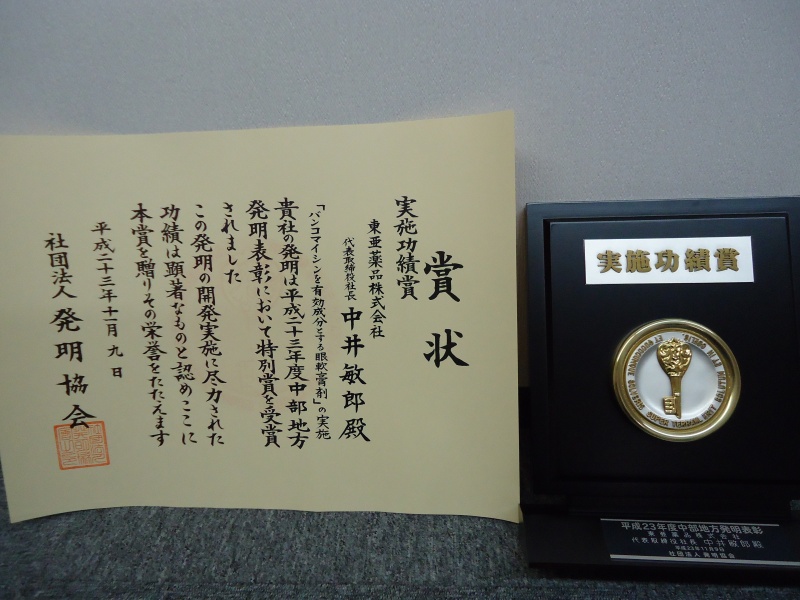 賞状
実施功績賞
東亜薬品株式会社
代表取締役社長 中井敏郎殿
「バンコマイシンを有効成分とする眼軟膏剤」の実施
貴社の発明は平成二十三年度中部地方
発明表彰において特別賞を受賞
されました
この発明の開発実施に尽力された
功績は顕著なものと認めここに
本賞を贈りその栄誉をたたえます
平成二十三年十一月九日
社団法人発明協会
実施功績賞
平成23年度中部地方発明表彰
東亜薬品株式会社
代表取締役社長 中井敏郎殿
平成23年11月9日
社団法人発明協会